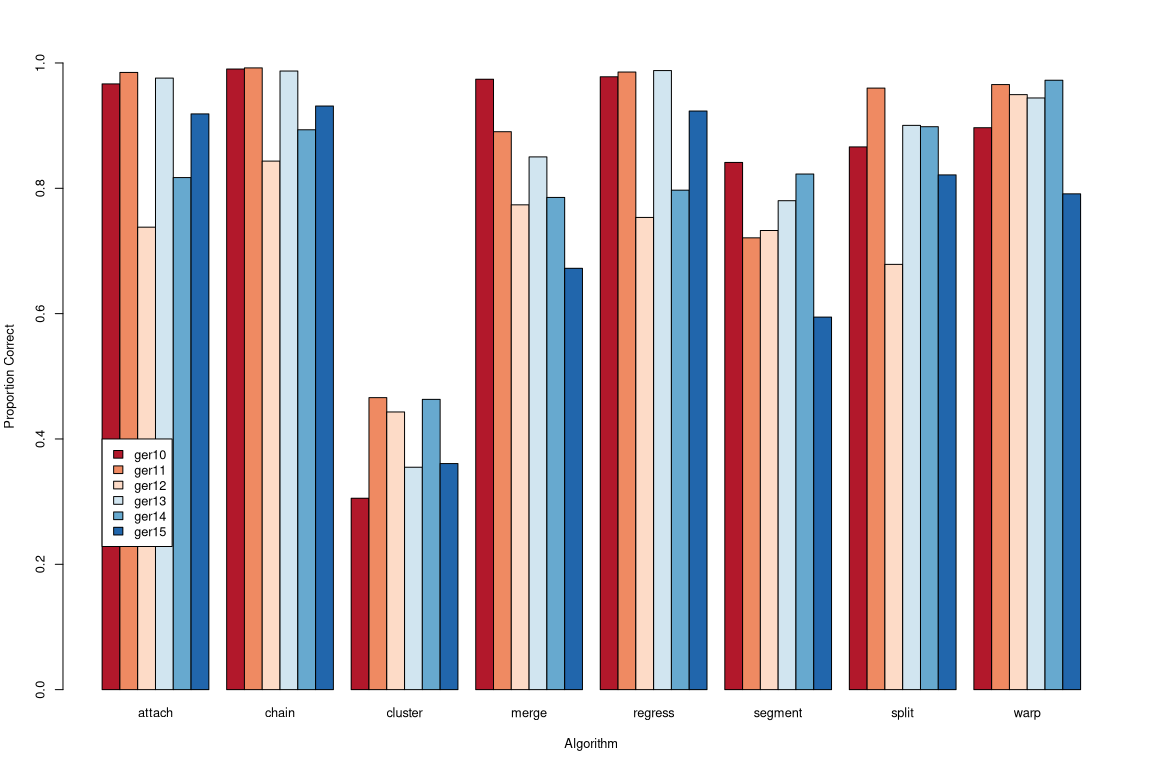 Proportion Correct
1.0
0.8
0.6
0.4
0.2
0.0
ger10
ger11
ger12
ger13
ger14
ger15
attach chain cluster merge regress segment split warp
Algorithm